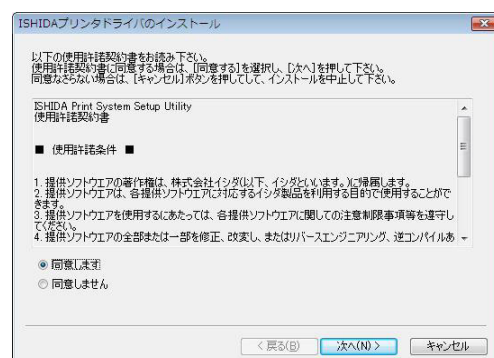 ISHIDAプリンタドライバのインストール
以下の使用許諾契約書をお読み下さい。
使用許諾契約書に同意する場合は、[同意する]を選択し、[次へ]を押して下さい。
同意なさらない場合は、[キャンセル]ボタンを押してして、インストールを中止して下さい。
ISHIDA Print System Setup Utility
使用許諾契約書
■ 使用許諾条件 ■
1. 提供ソフトウエアの著作権は、株式会社イシダ(以下、イシダといいます。)に帰属します。
2. 提供ソフトウエアは、各提供ソフトウエアに対応するイシダ製品を利用する目的で使用することがで
きます。
3. 提供ソフトウエアを使用するにあたっては、各提供ソフトウエアに関しての注意制限事項等を遵守し
てください。
4. 提供ソフトウエアの全部または一部を修正、改変し、またはリバースエンジニアリング、逆コンパイルあ
同意します
同意しません
< 戻る(B)
次へ(N) >
キャンセル